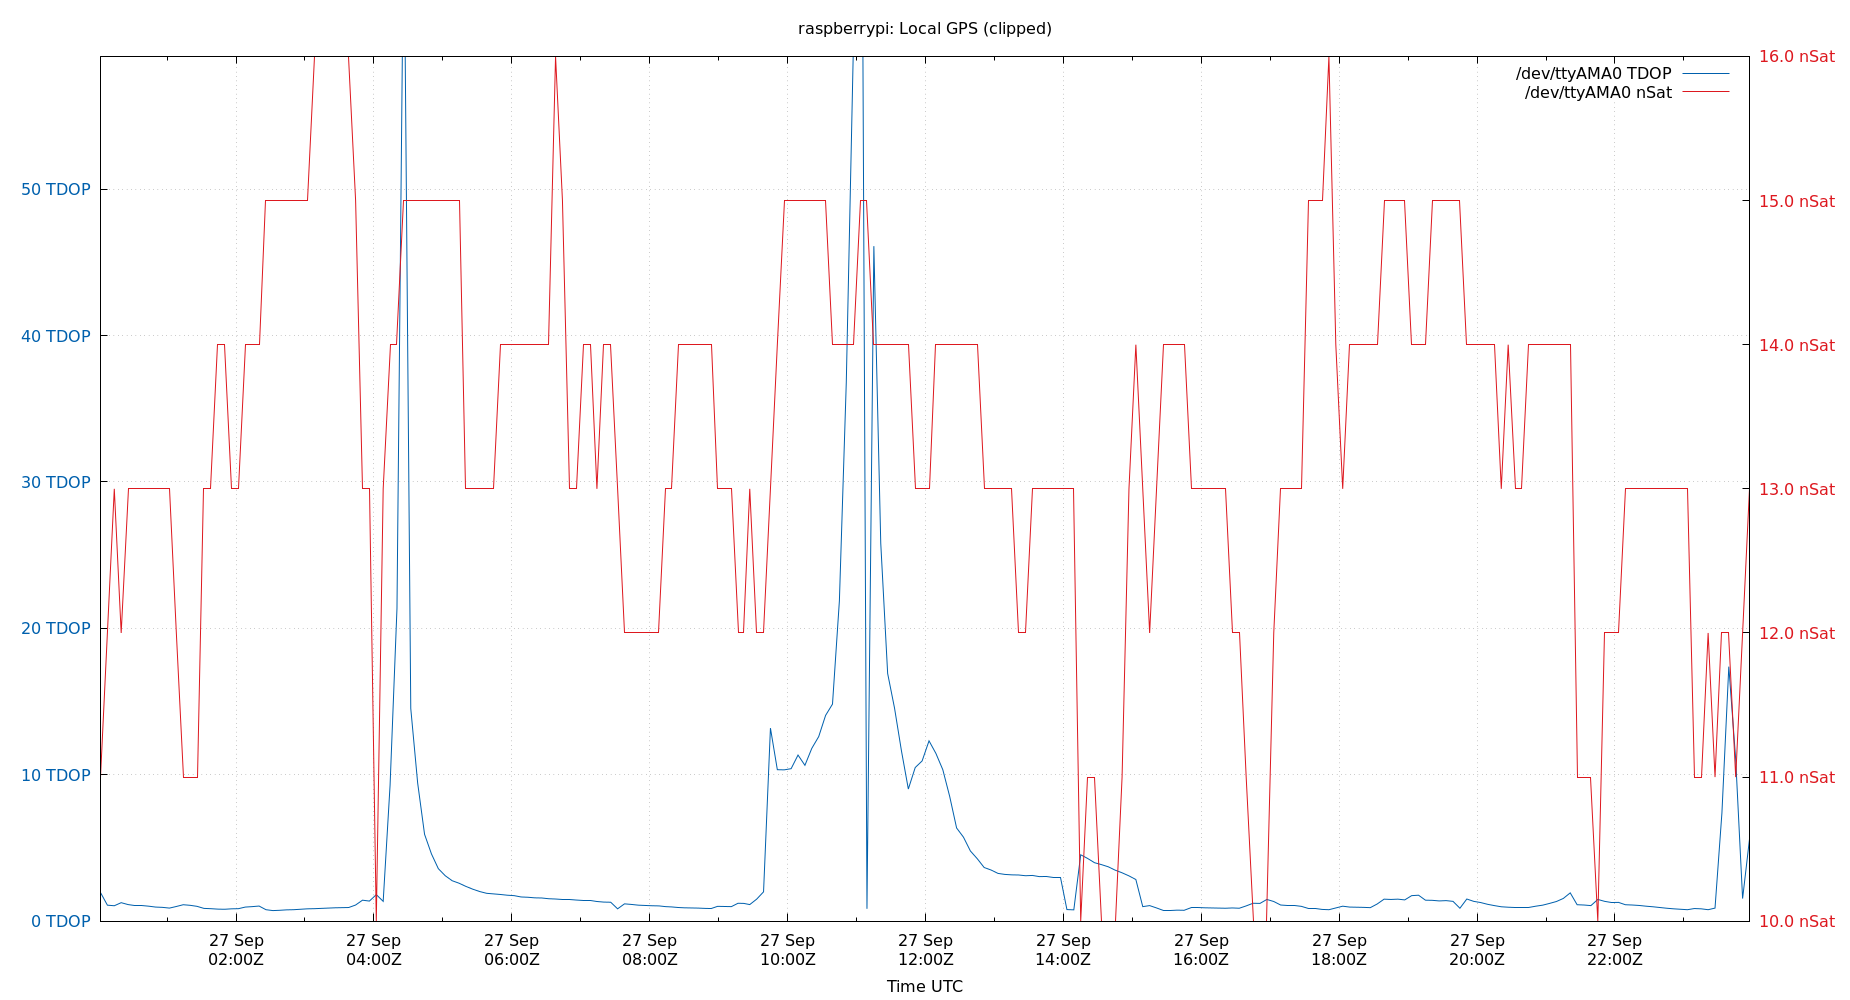 raspberrypi: Local GPS (clipped)
/dev/ttyAMA0 TDOP
/dev/ttyAMA0 nSat
50 TDOP
40 TDOP
30 TDOP
20 TDOP
10 TDOP
0 TDOP
16.0 nSat
15.0 nSat
14.0 nSat
13.0 nSat
12.0 nSat
11.0 nSat
10.0 nSat
27 Sep
02:00Z
27 Sep
04:00Z
27 Sep
06:00Z
27 Sep
08:00Z
27 Sep
10:00Z
27 Sep
12:00Z
27 Sep
14:00Z
27 Sep
16:00Z
27 Sep
18:00Z
27 Sep
20:00Z
27 Sep
22:00Z
Time UTC